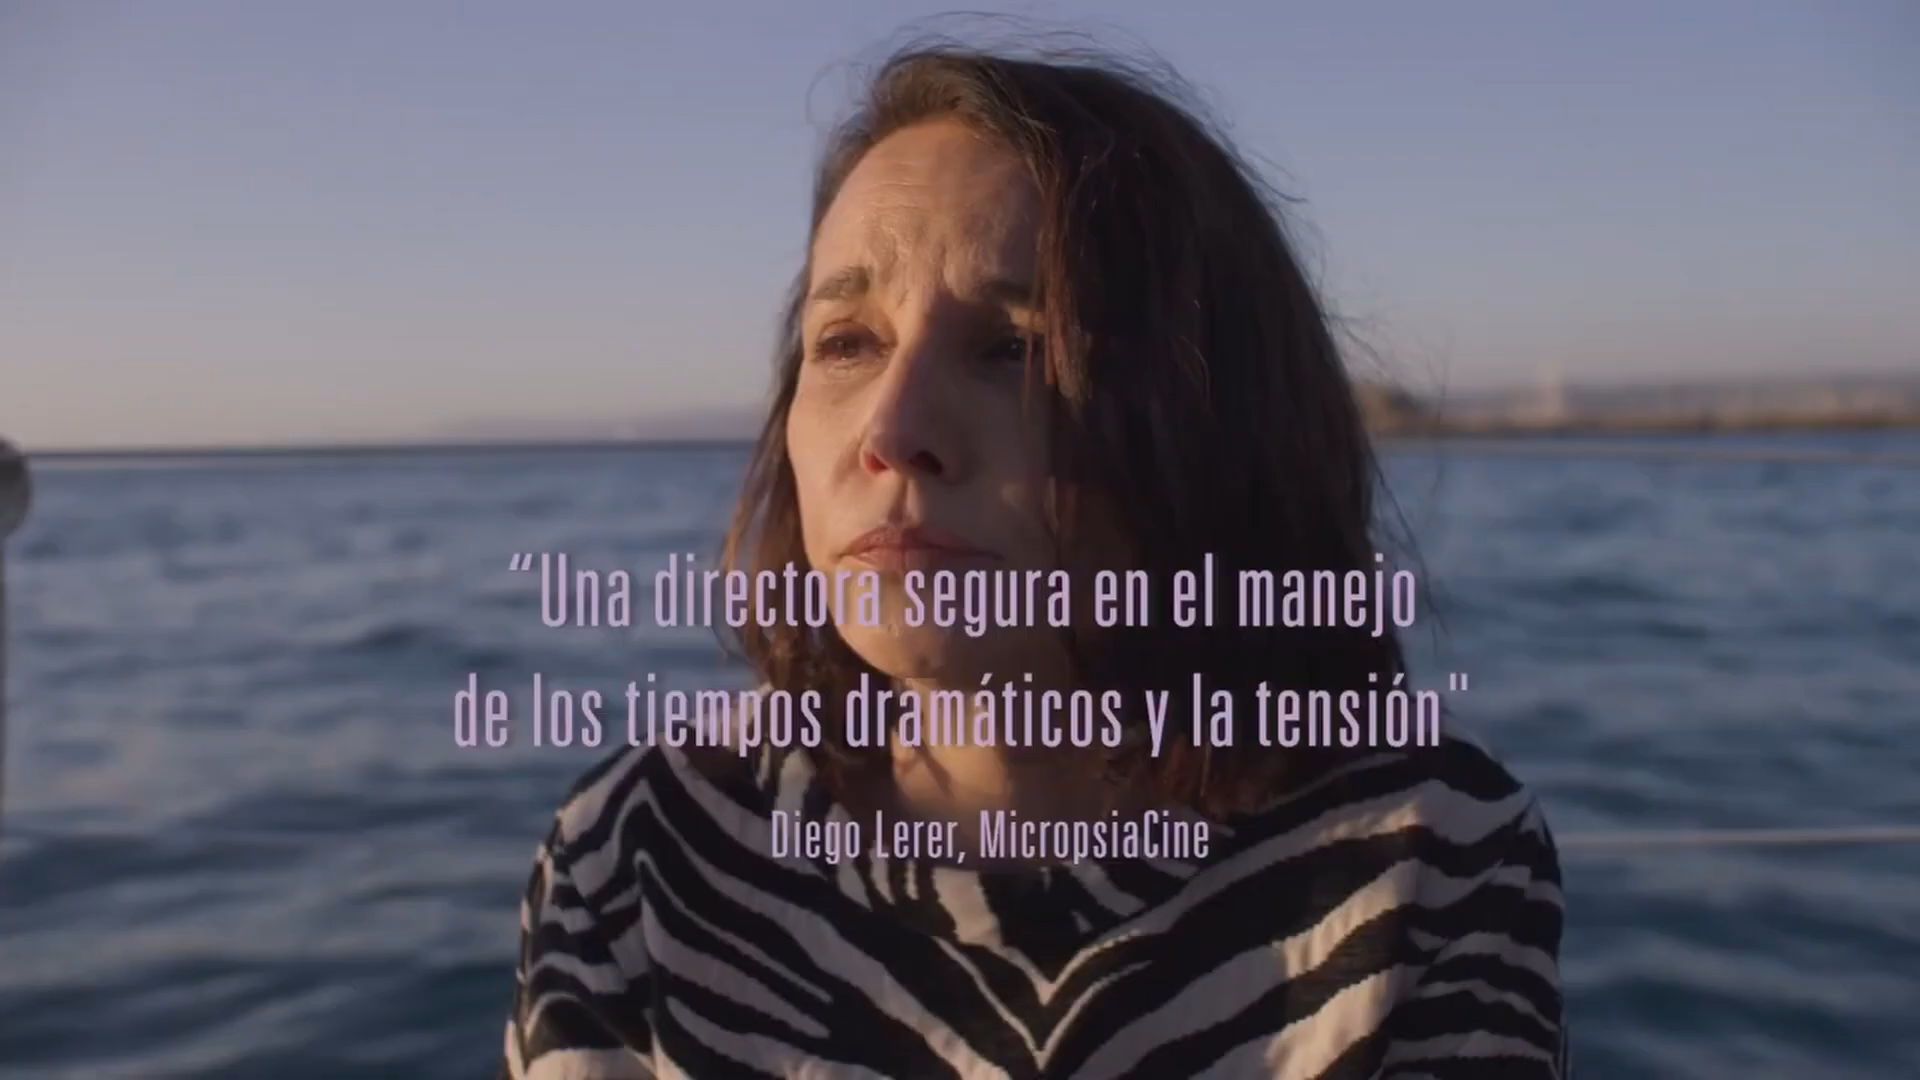 “Una directora segura en el manejo
de los tiempos dramáticos y la tensión"
Diego Lerer, MicropsiaCine